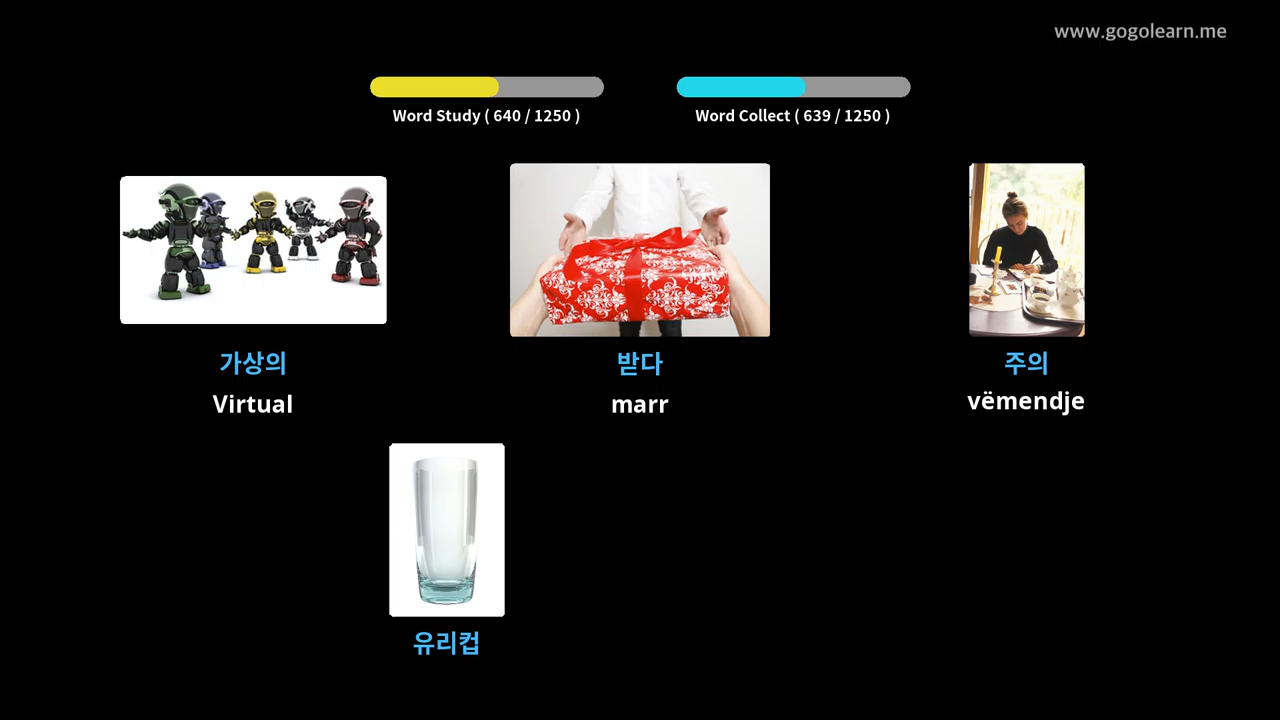 www.gogolearn.me
Word Study ( 640 / 1250 )
Word Collect ( 639 / 1250 )
가상의
Virtual
받다
marr
주의
vëmendje
유리컵